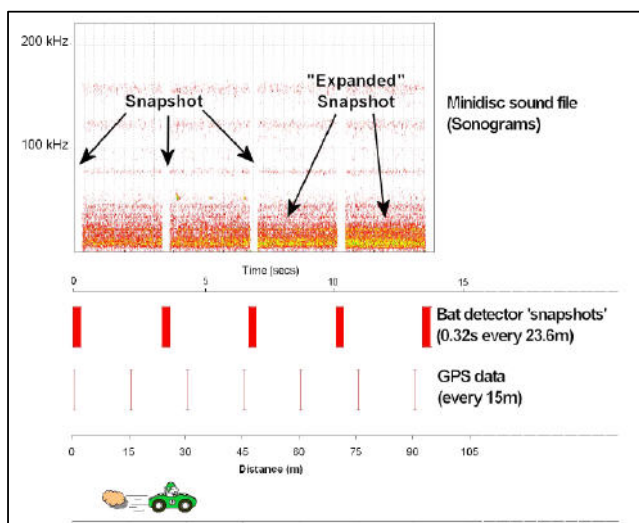 200 kHz
100 kHz
Snapshot
"Expanded"
Snapshot
Minidisc sound file
(Sonograms)
Time (secs)
0 5 10 15
Bat detector 'snapshots'
(0.32s every 23.6m)
GPS data
(every 15m)
0 15 30 45 60 75 90 105
Distance (m)